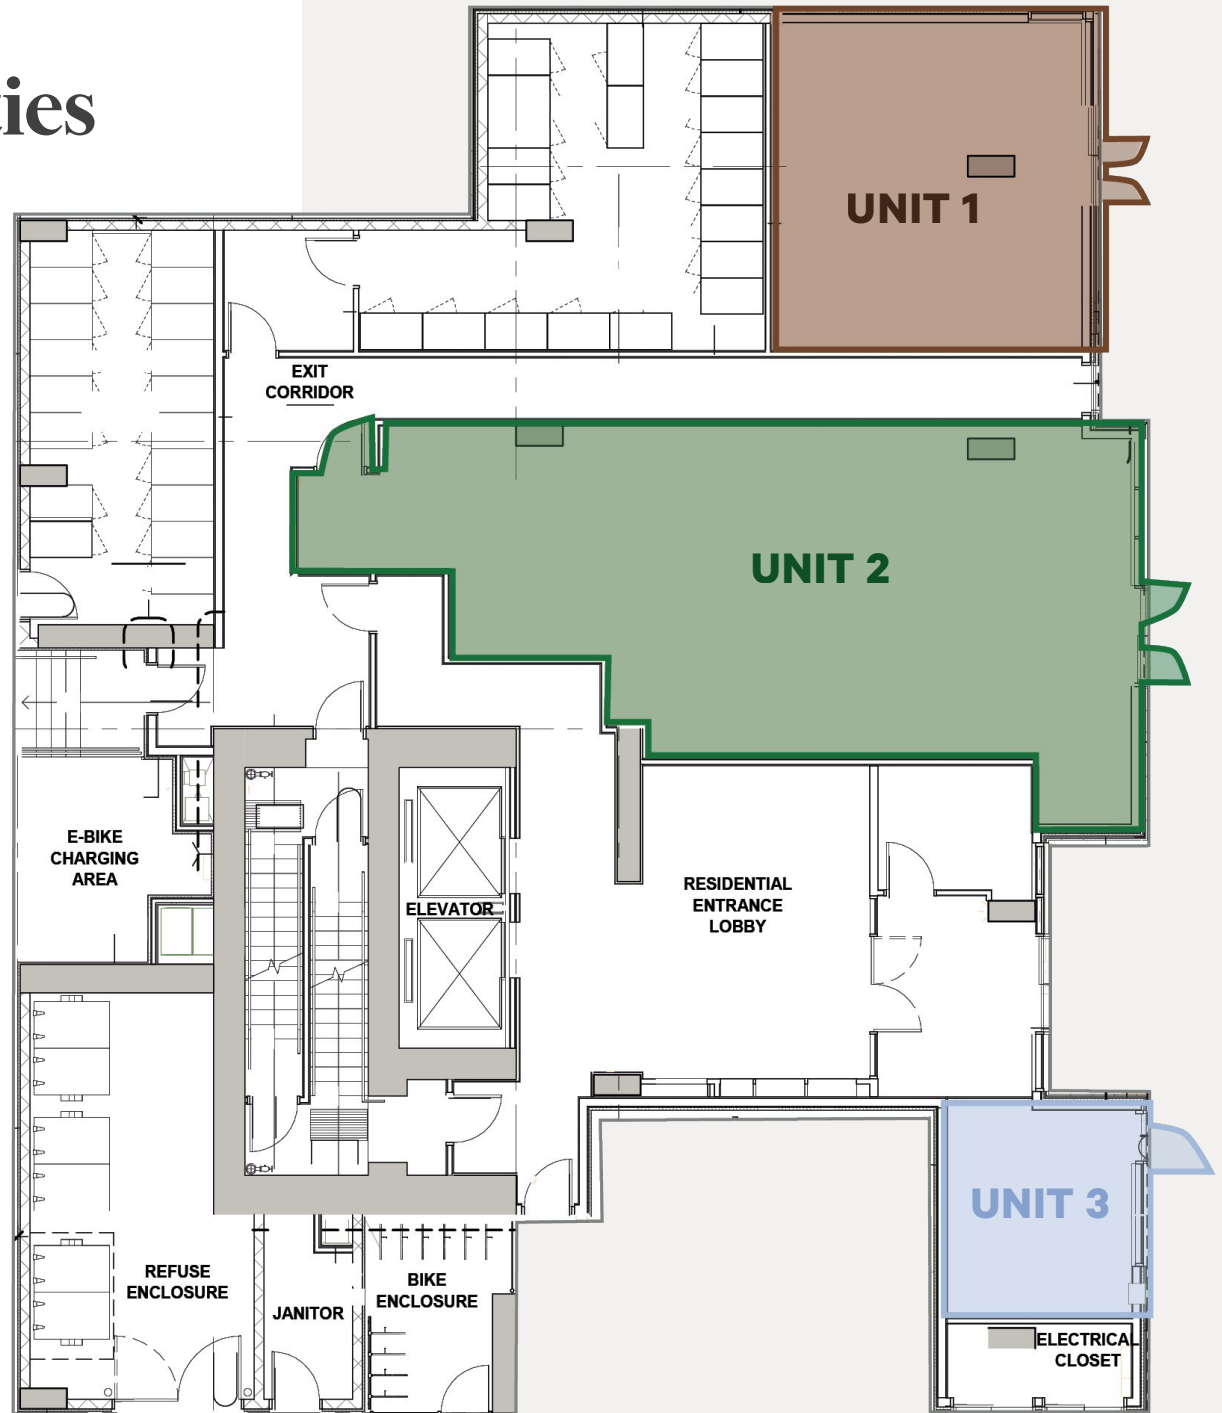 ties
UNIT 1
EXIT
CORRIDOR
UNIT 2
E-BIKE
CHARGING
AREA
ELEVATOR
RESIDENTIAL
ENTRANCE
LOBBY
UNIT 3
REFUSE
ENCLOSURE
JANITOR
BIKE
ENCLOSURE
ELECTRICAL
CLOSET